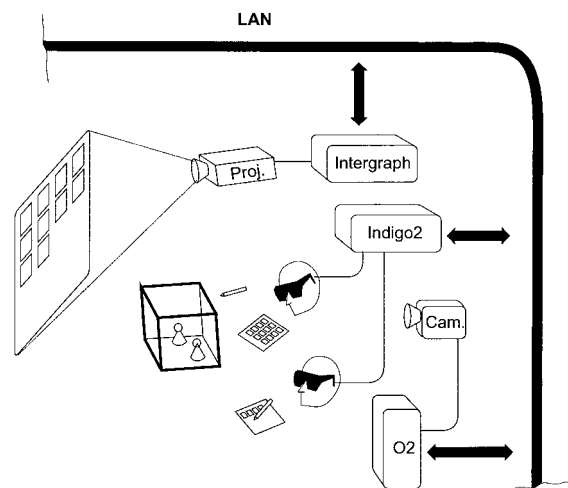 LAN
Proj.
Intergraph
Indigo2
Cam.
O2